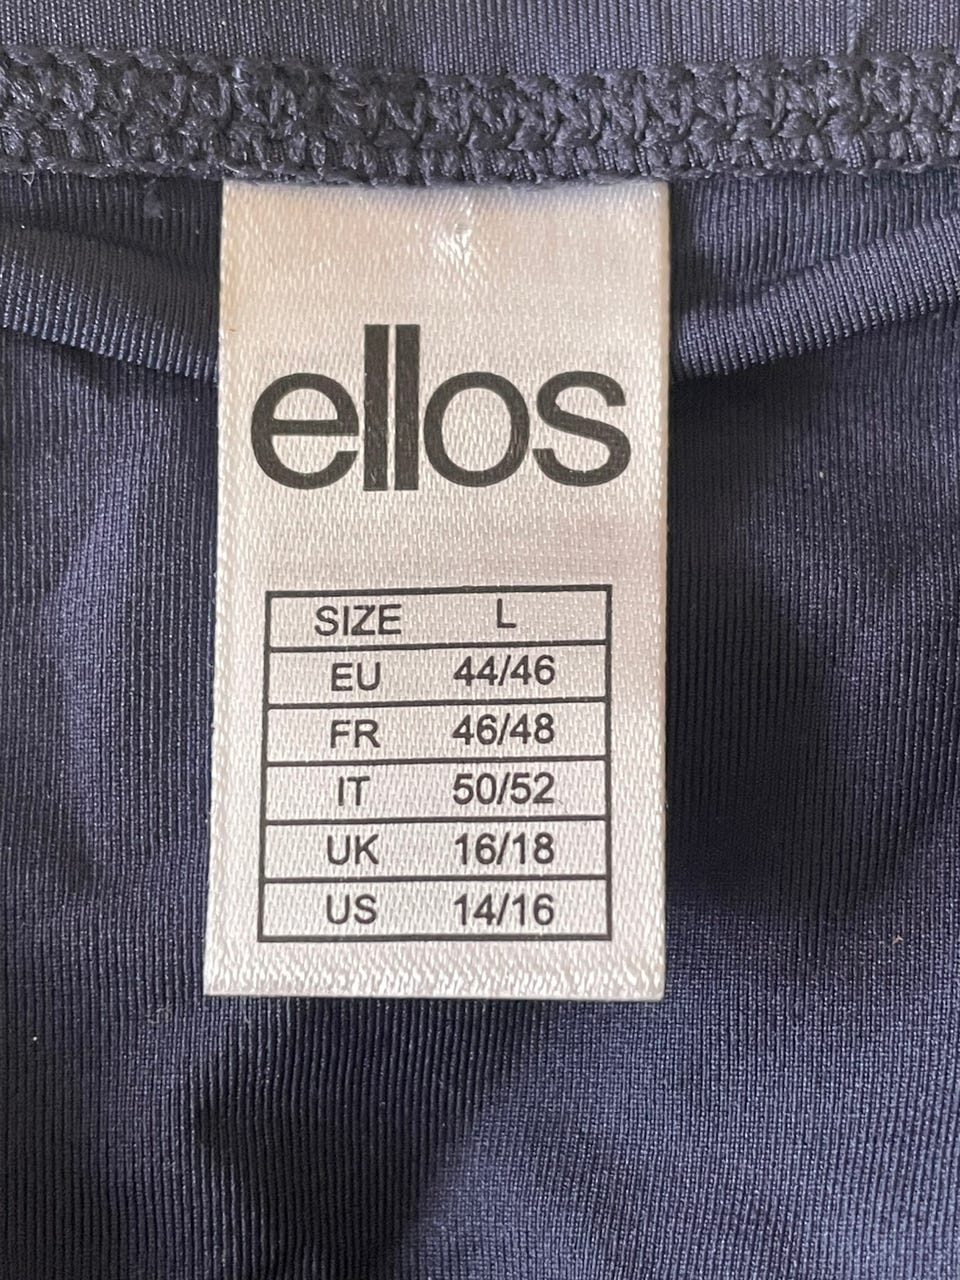 ellos
SIZE L
EU 44/46
FR 46/48
IT 50/52
UK 16/18
US 14/16